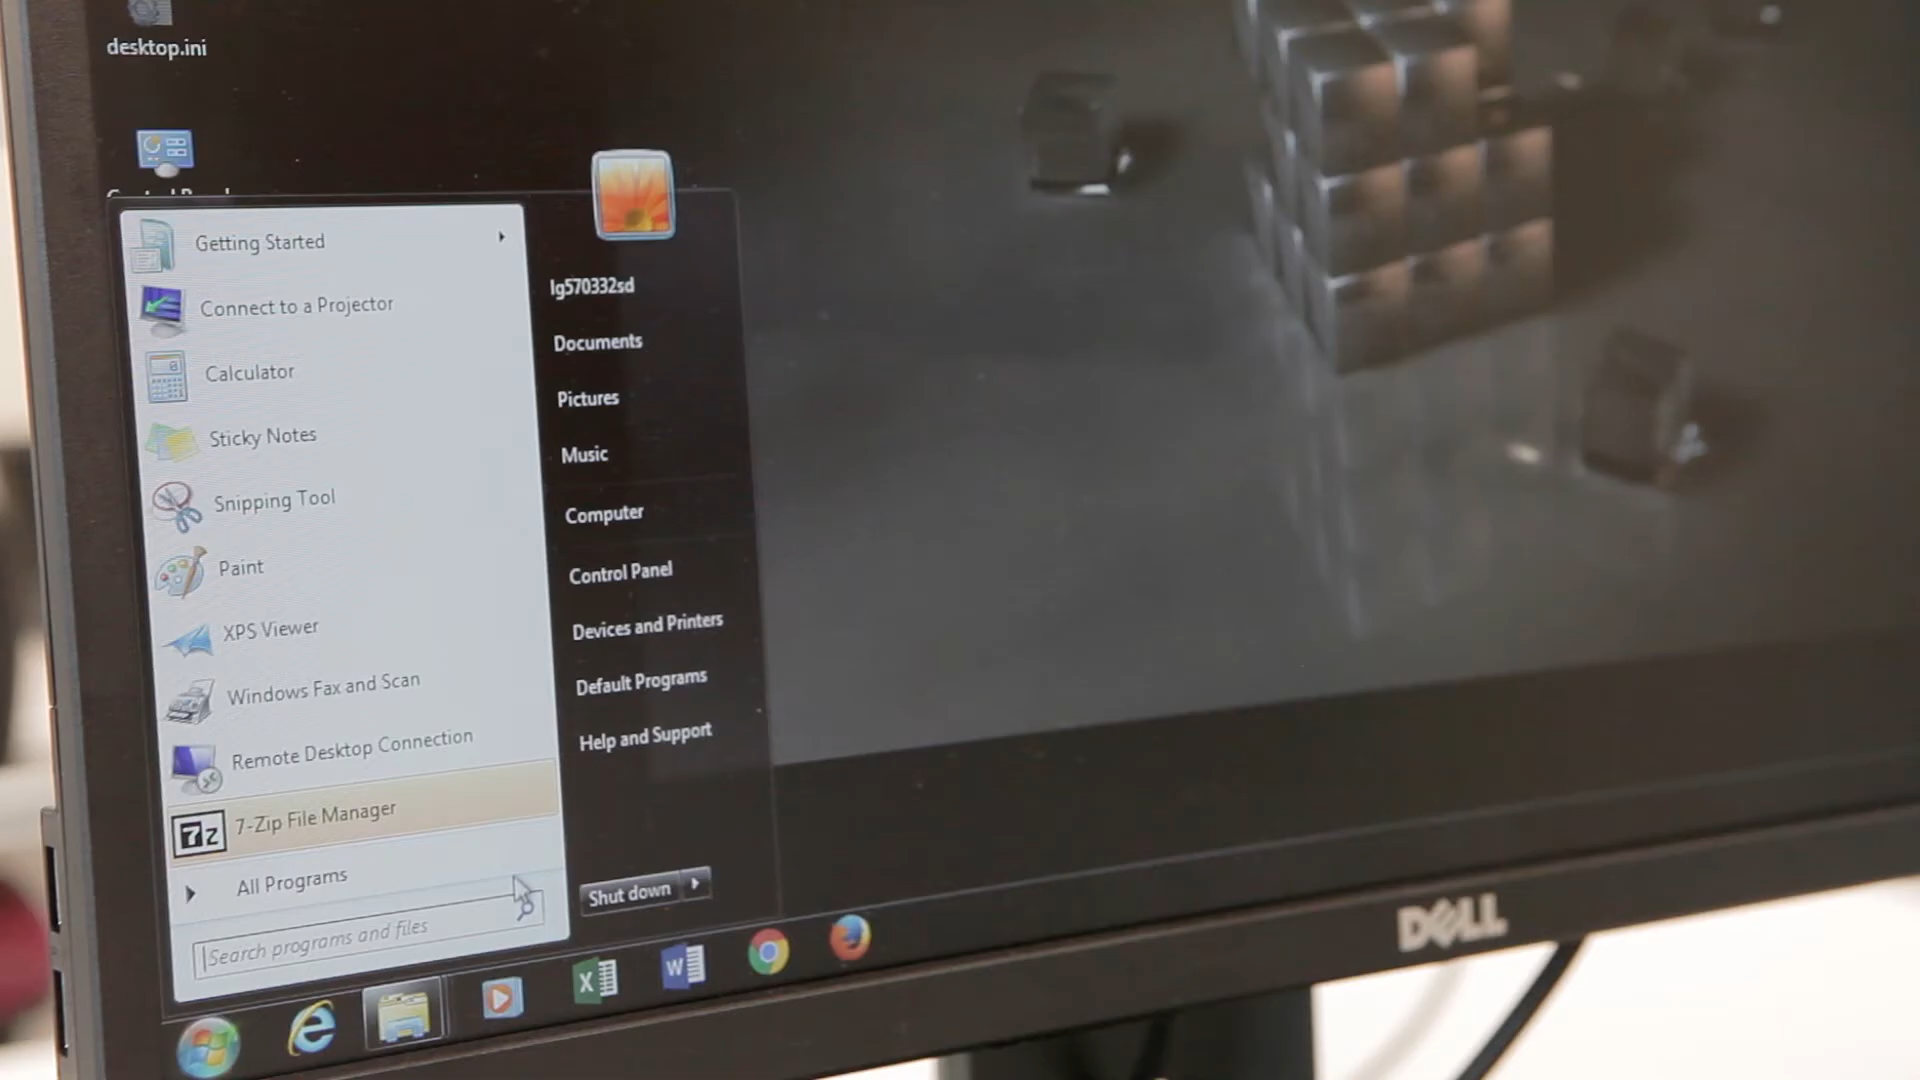 desktop.ini
Getting Started
Connect to a Projector
Calculator
Sticky Notes
Snipping Tool
Paint
XPS Viewer
Windows Fax and Scan
Remote Desktop Connection
7z 7-Zip File Manager
All Programs
Search programs and files
lg570332sd
Documents
Pictures
Music
Computer
Control Panel
Devices and Printers
Default Programs
Help and Support
Shut down
DELL